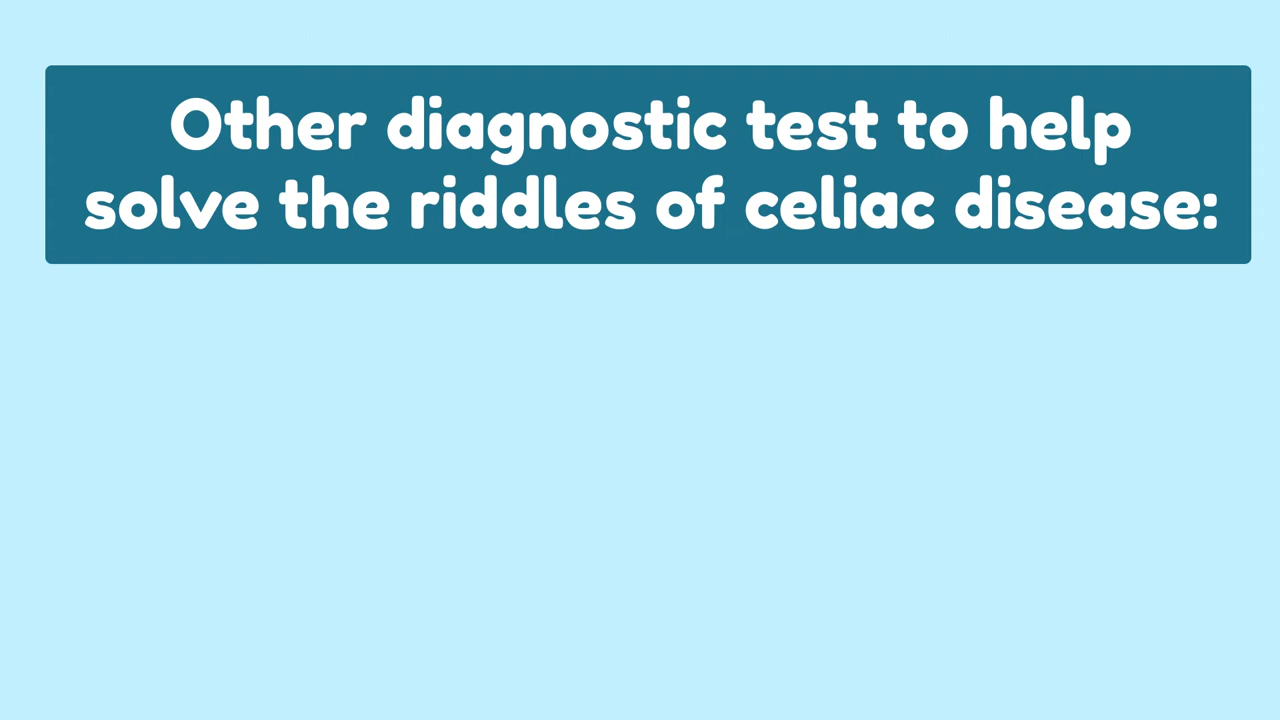 Other diagnostic test to help
solve the riddles of celiac disease: